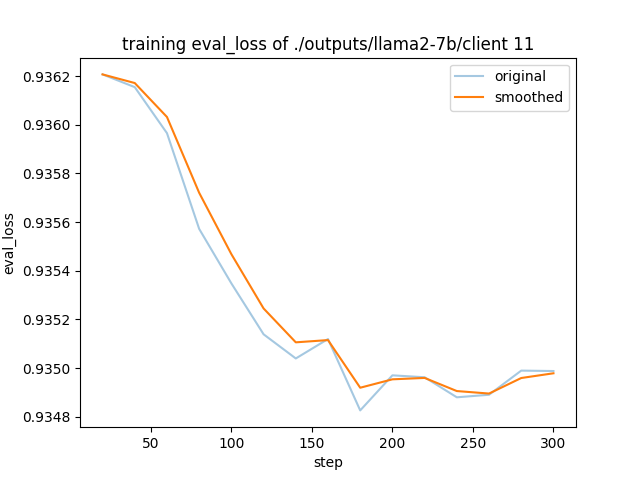 training eval_loss of ./outputs/llama2-7b/client 11
original
smoothed
0.9362
0.9360
0.9358
0.9356
0.9354
0.9352
0.9350
0.9348
eval_loss
50
100
150
200
250
300
step